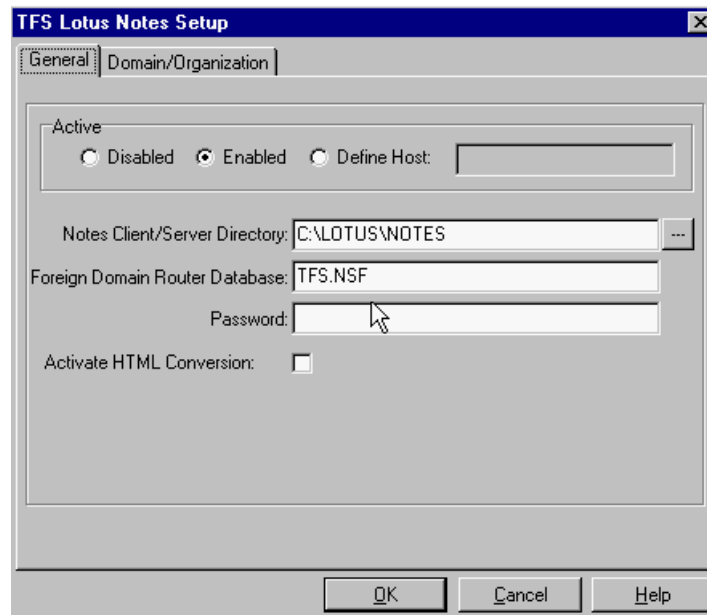 TFS Lotus Notes Setup
General Domain/Organization
Active
Disabled Enabled Define Host:
Notes Client/Server Directory: C:\LOTUS\NOTES ...
Foreign Domain Router Database: TFS.NSF
Password:
Activate HTML Conversion:
OK Cancel Help